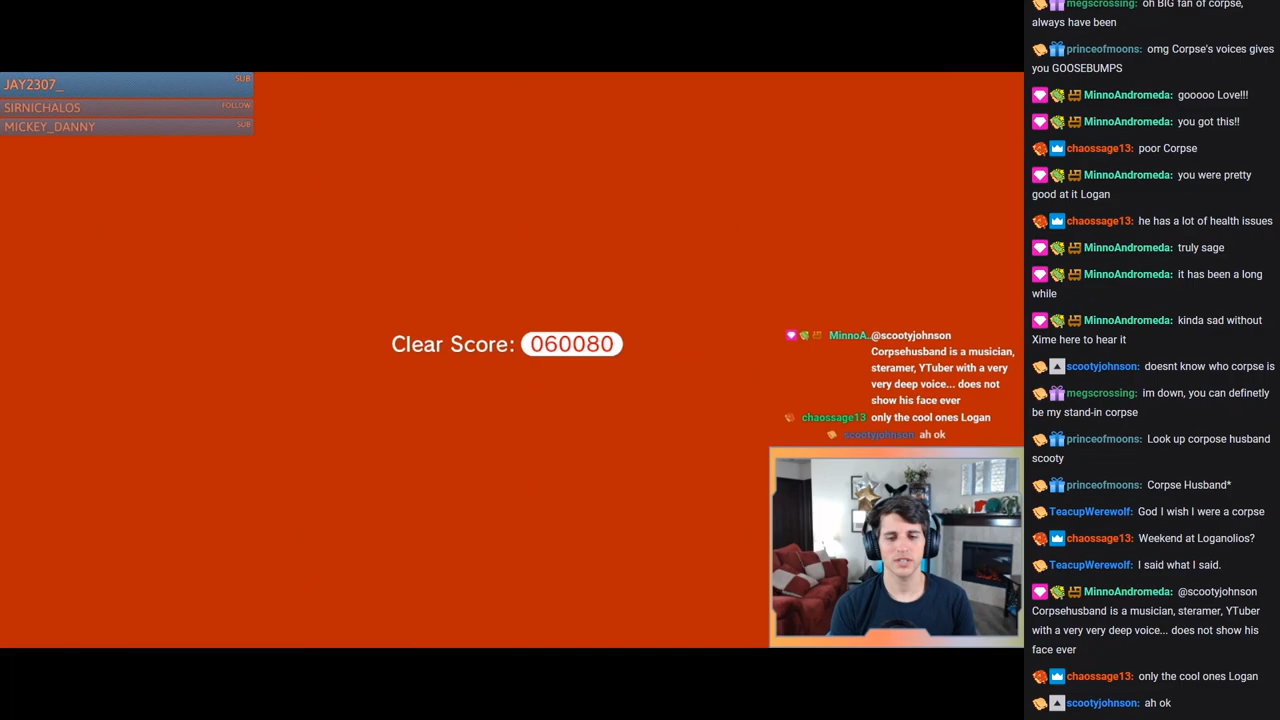 JAY2307_ SUB
SIRNICHALOS FOLLOW
MICKEY_DANNY SUB
Clear Score: 060080
MinnoA.. @scootyjohnson
Corpsehusband is a musician,
steramer, YTuber with a very
very deep voice... does not
show his face ever
chaossage13 only the cool ones Logan
scootyjohnson ah ok
megscrossing: oh BIG fan of corpse,
always have been
princeofmoons: omg Corpse's voices gives
you GOOSEBUMPS
MinnoAndromeda: gooooo Love!!!
MinnoAndromeda: you got this!!
chaossage13: poor Corpse
MinnoAndromeda: you were pretty
good at it Logan
chaossage13: he has a lot of health issues
MinnoAndromeda: truly sage
MinnoAndromeda: it has been a long
while
MinnoAndromeda: kinda sad without
Xime here to hear it
scootyjohnson: doesnt know who corpse is
megscrossing: im down, you can definetly
be my stand-in corpse
princeofmoons: Look up corpose husband
scooty
princeofmoons: Corpse Husband*
TeacupWerewolf: God I wish I were a corpse
chaossage13: Weekend at Loganolios?
TeacupWerewolf: I said what I said.
MinnoAndromeda: @scootyjohnson
Corpsehusband is a musician, steramer, YTuber
with a very very deep voice... does not show his
face ever
chaossage13: only the cool ones Logan
scootyjohnson: ah ok